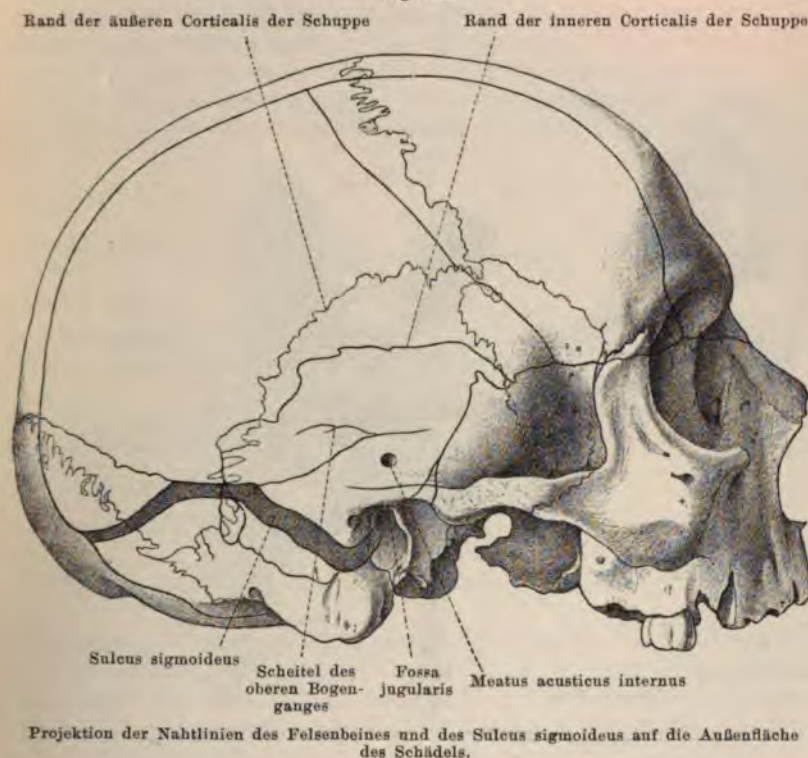 Rand der äußeren Corticalis der Schuppe
Rand der inneren Corticalis der Schuppe
Sulcus sigmoideus
Scheitel des
oberen Bogen-
ganges
Fossa
jugularis
Meatus acusticus internus
Projektion der Nahtlinien des Felsenbeines und des Sulcus sigmoideus auf die Außenfläche
des Schädels.